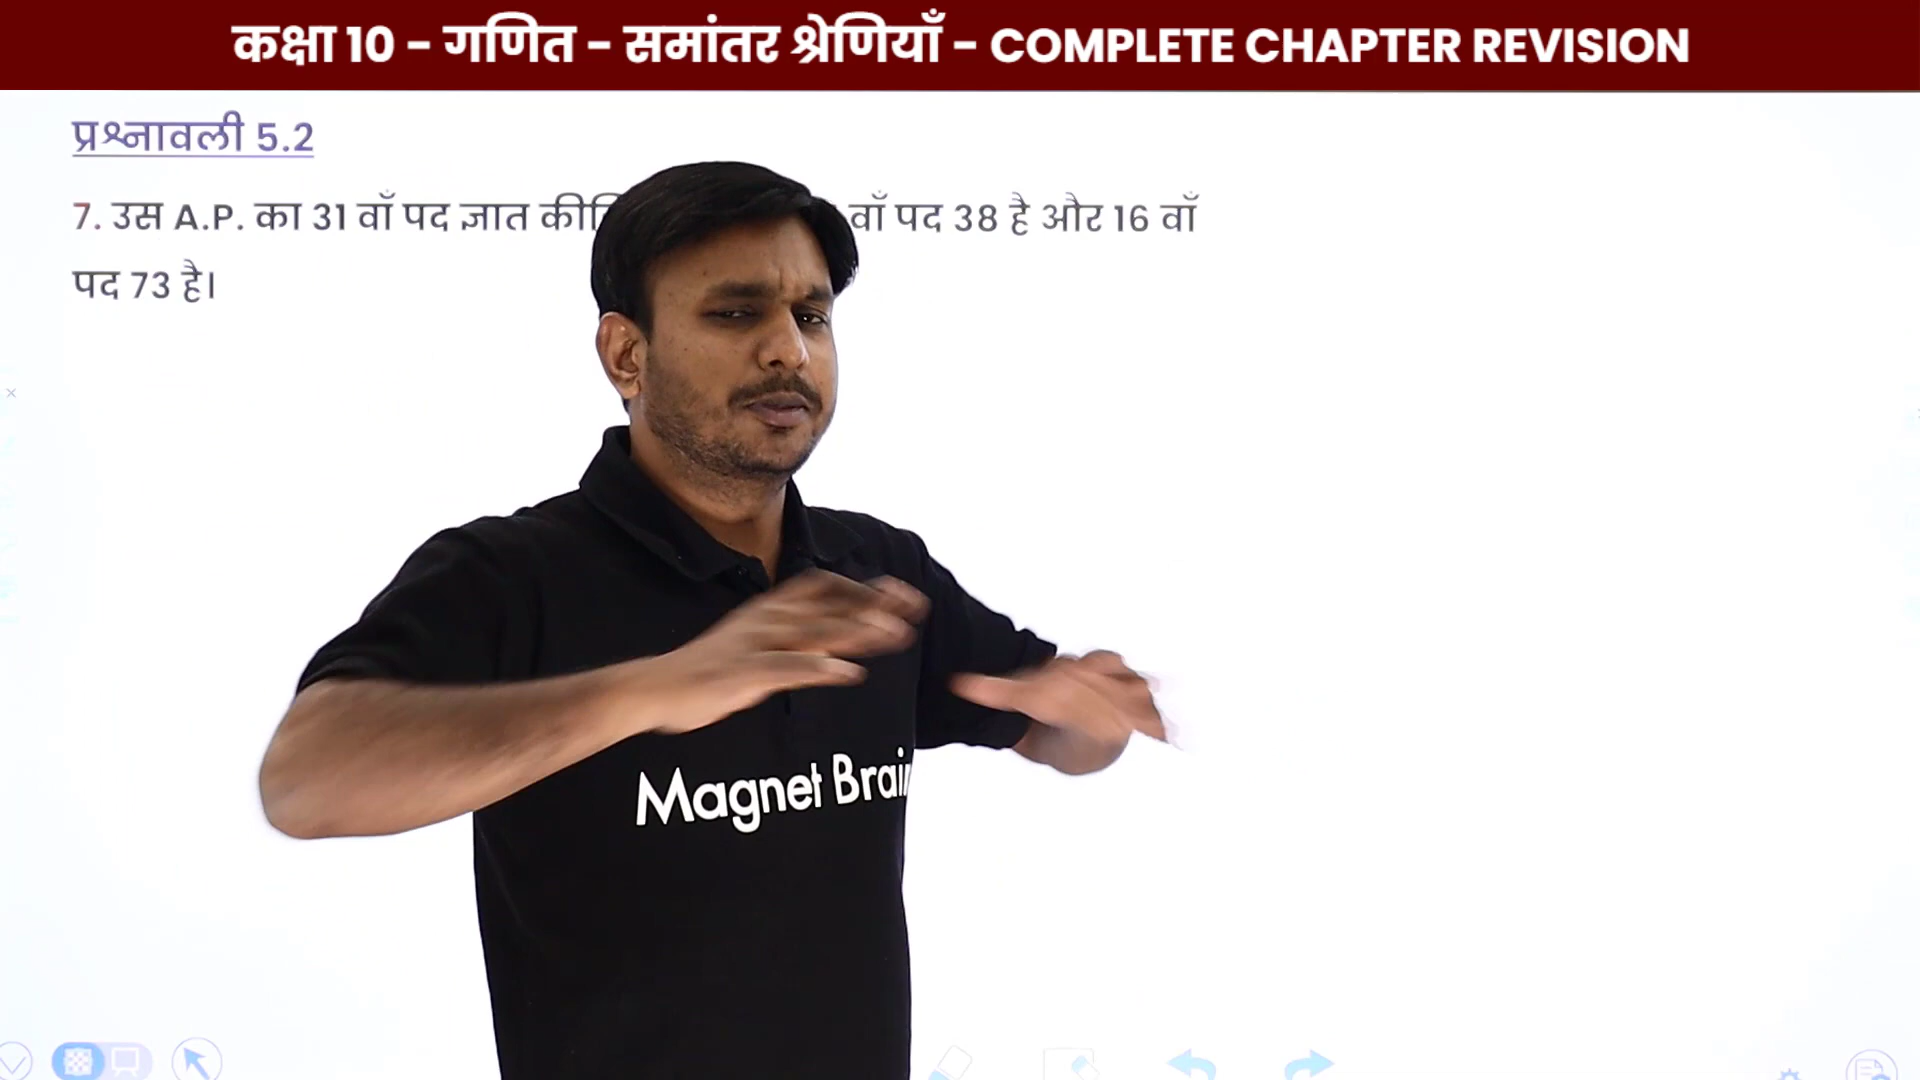 कक्षा 10 – गणित – समांतर श्रेणियाँ – COMPLETE CHAPTER REVISION
प्रश्नावली 5.2
7. उस A.P. का 31 वाँ पद ज्ञात वाँ पद 38 है और 16 वाँ
पद 73 है।
Magnet